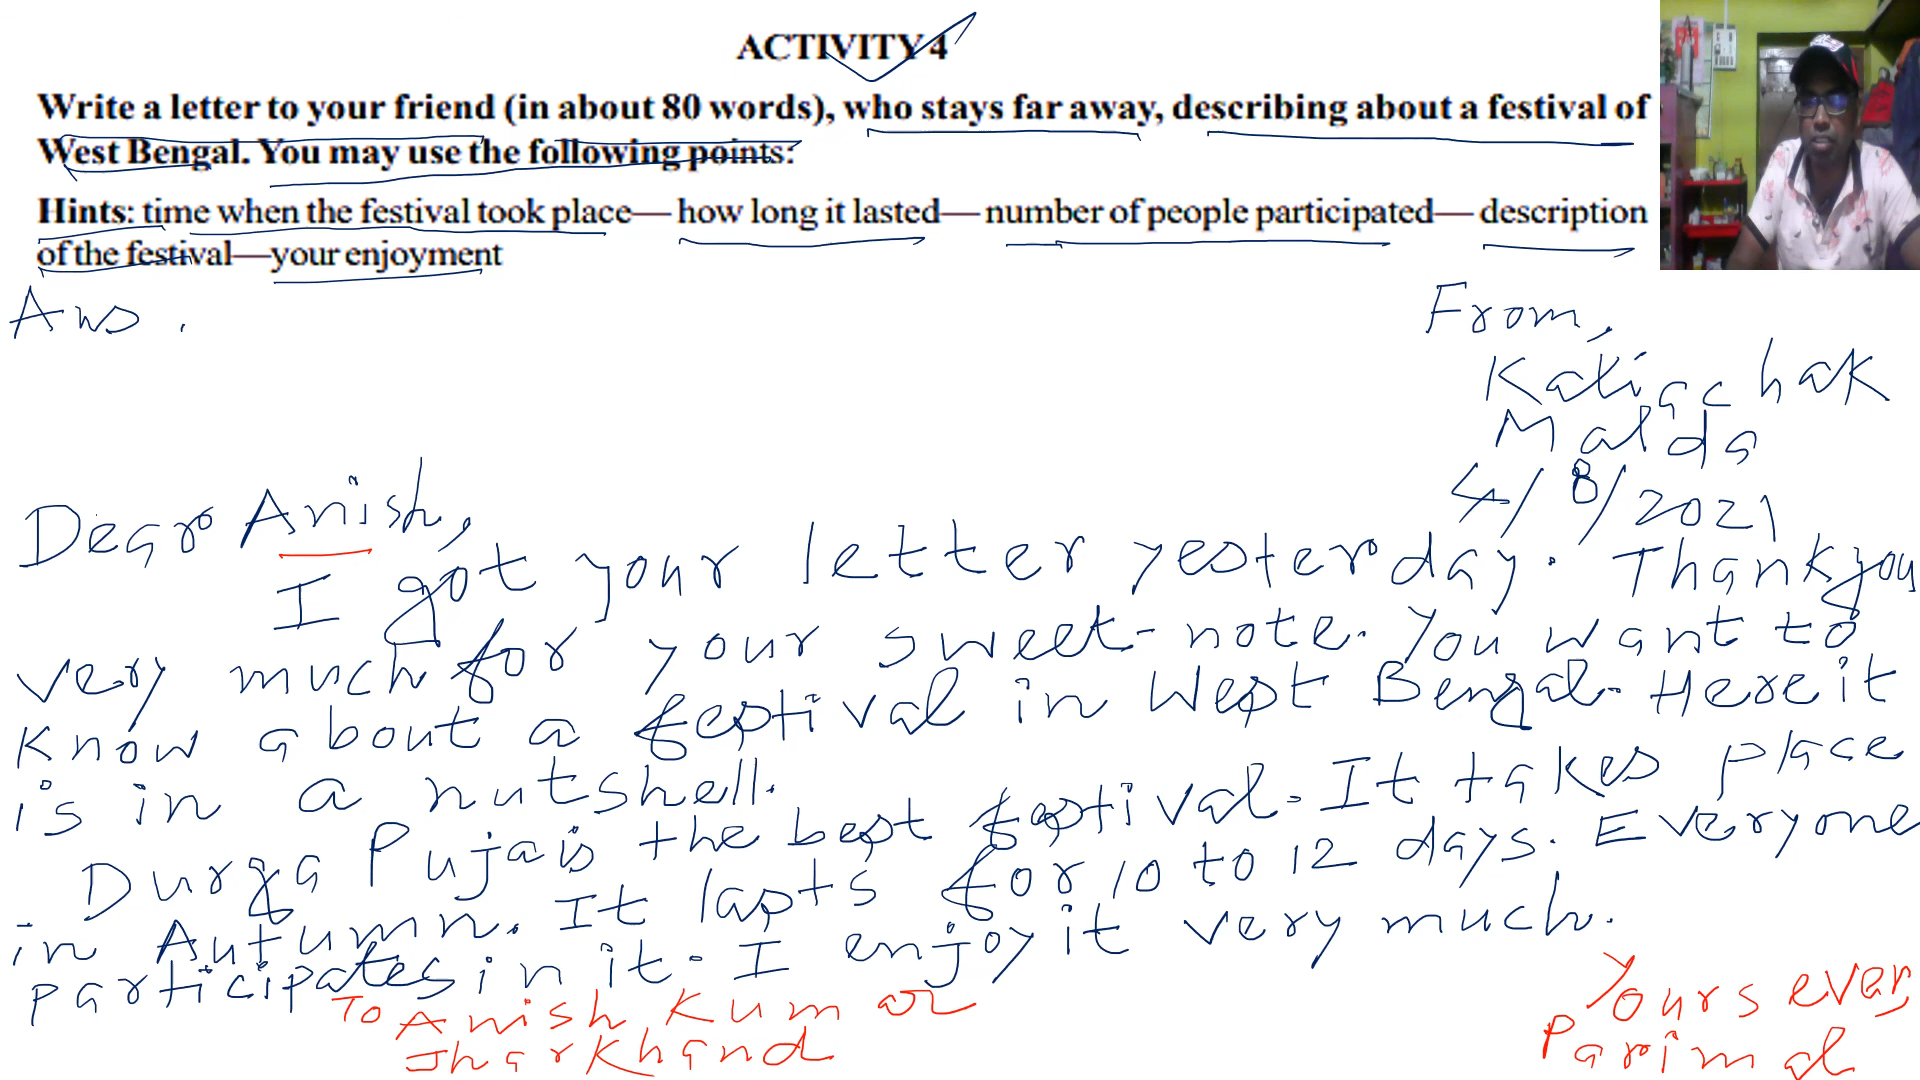 ACTIVITY 4
Write a letter to your friend (in about 80 words), who stays far away, describing about a festival of
West Bengal. You may use the following points:
Hints: time when the festival took place— how long it lasted— number of people participated— description
of the festival—your enjoyment
Ans.
From,
Kaliachak
Malda
4/8/2021
Dear Anish,
I got your letter yesterday. Thank you
very much for your sweet-note. You want to
know about a festival in West Bengal. Here it
is in a nutshell.
Durga Puja is the best festival. It takes place
in Autumn. It lasts for 10 to 12 days. Everyone
participates in it. I enjoy it very much.
Yours ever,
Parimal
To Anish Kumar
Jharkhand